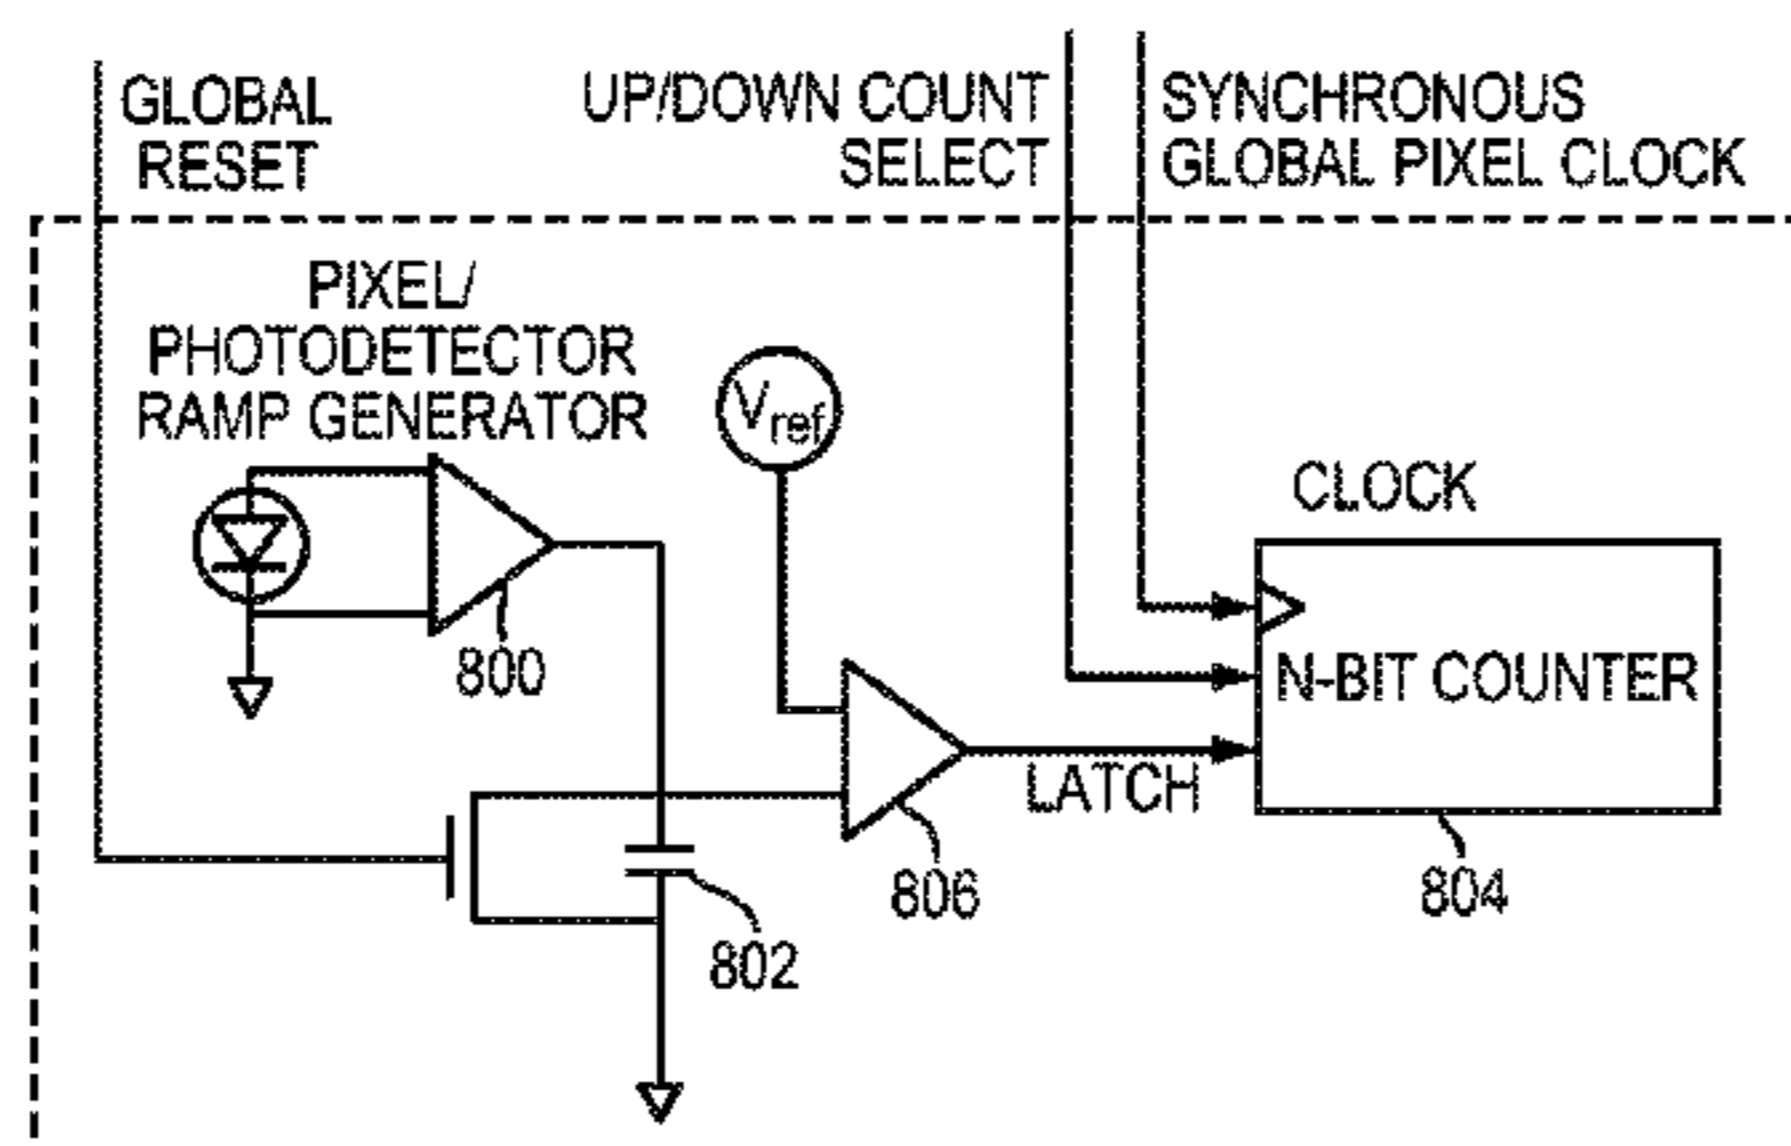 GLOBAL
RESET
UP/DOWN COUNT
SELECT
SYNCHRONOUS
GLOBAL PIXEL CLOCK
PIXEL/
PHOTODETECTOR
RAMP GENERATOR
Vref
CLOCK
800
N-BIT COUNTER
LATCH
806
804
802